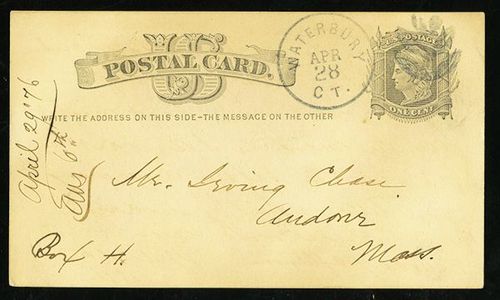 US
POSTAL CARD.
WATERBURY
APR
28
CT.
U.S. POSTAGE
ONE CENT
WRITE THE ADDRESS ON THIS SIDE-THE MESSAGE ON THE OTHER
April 29 '76
Ans 6th
Mr. Irving Chase.
Andover
Mass.
Box H.